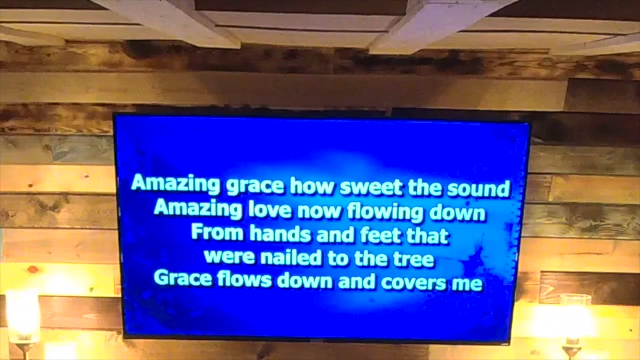 Amazing grace how sweet the sound
Amazing love now flowing down
From hands and feet that
were nailed to the tree
Grace flows down and covers me